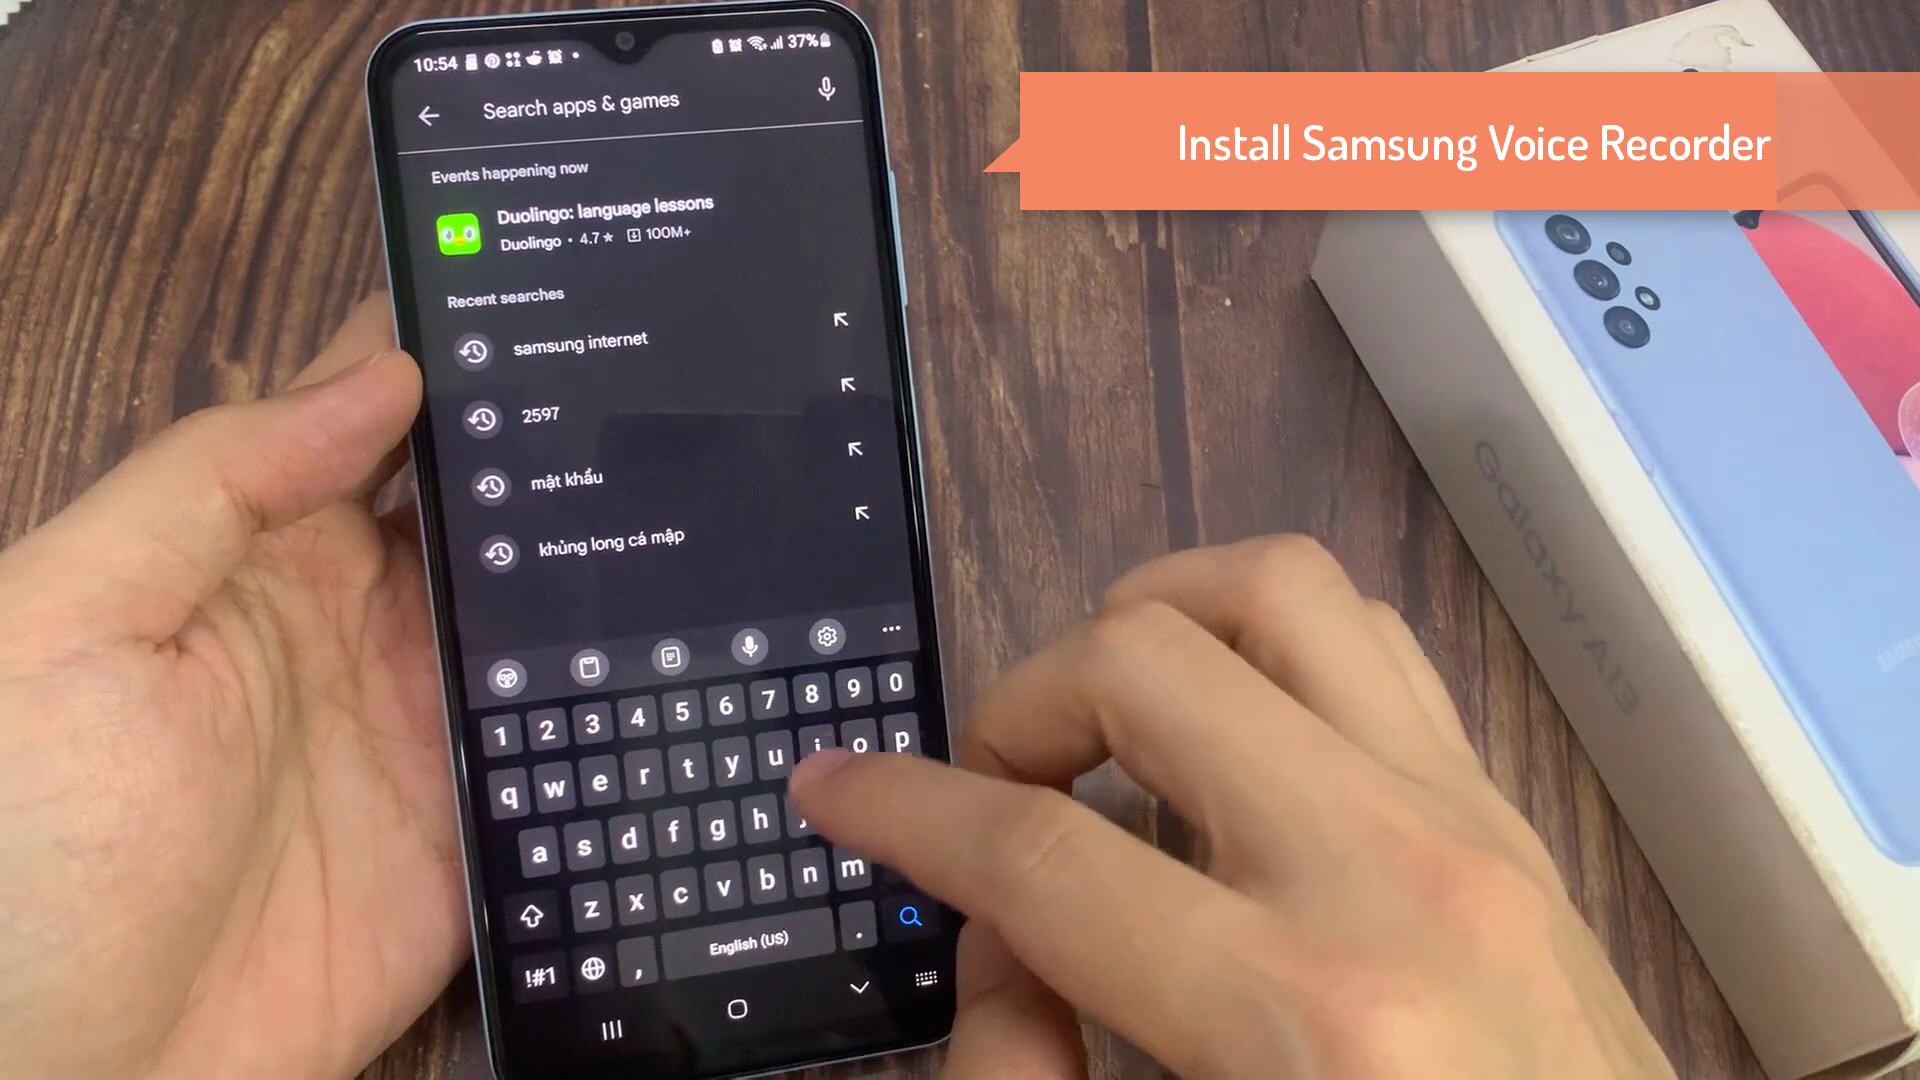 10:54
37%
Search apps & games
Install Samsung Voice Recorder
Events happening now
Duolingo: language lessons
Duolingo • 4.7★ 100M+
Recent searches
samsung internet
2597
mật khẩu
khủng long cá mập
1 2 3 4 5 6 7 8 9 0
q w e r t y u i o p
a s d f g h j
z x c v b n m
!#1 , English (US) .
Galaxy A13
SAMSUNG